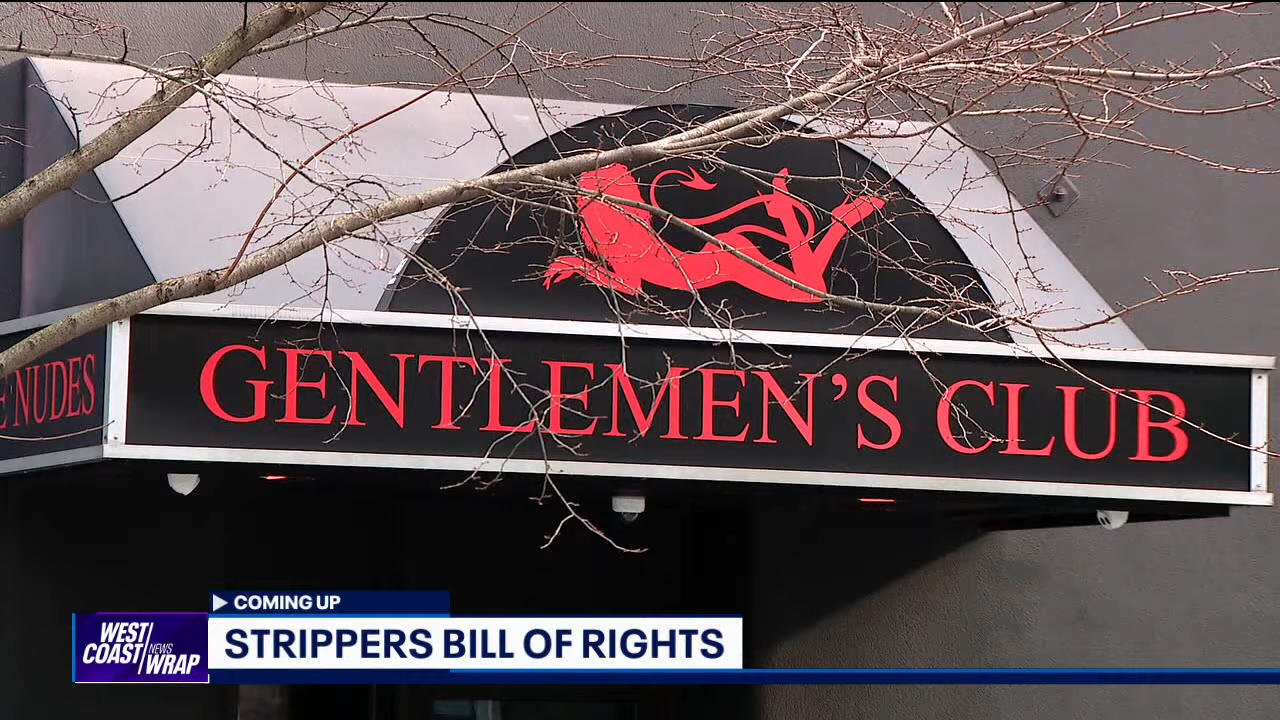 E NUDES
GENTLEMEN'S CLUB
COMING UP
STRIPPERS BILL OF RIGHTS
WEST
COAST
NEWS
WRAP